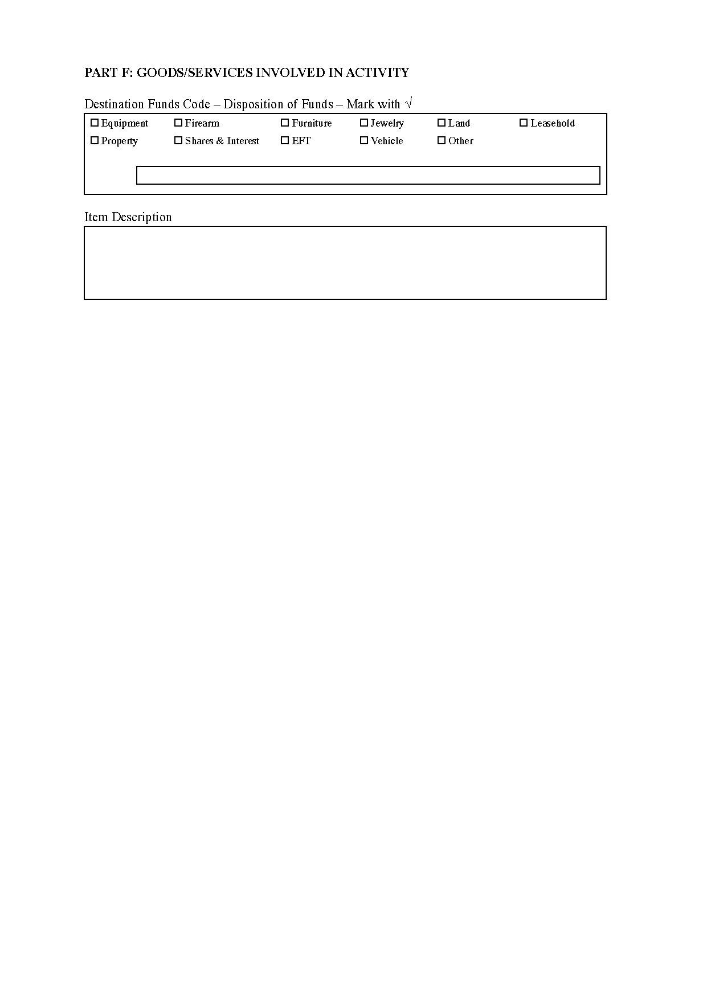 PART F: GOODS/SERVICES INVOLVED IN ACTIVITY
Destination Funds Code – Disposition of Funds – Mark with √
☐ Equipment ☐ Firearm ☐ Furniture ☐ Jewelry ☐ Land ☐ Leasehold
☐ Property ☐ Shares & Interest ☐ EFT ☐ Vehicle ☐ Other
Item Description